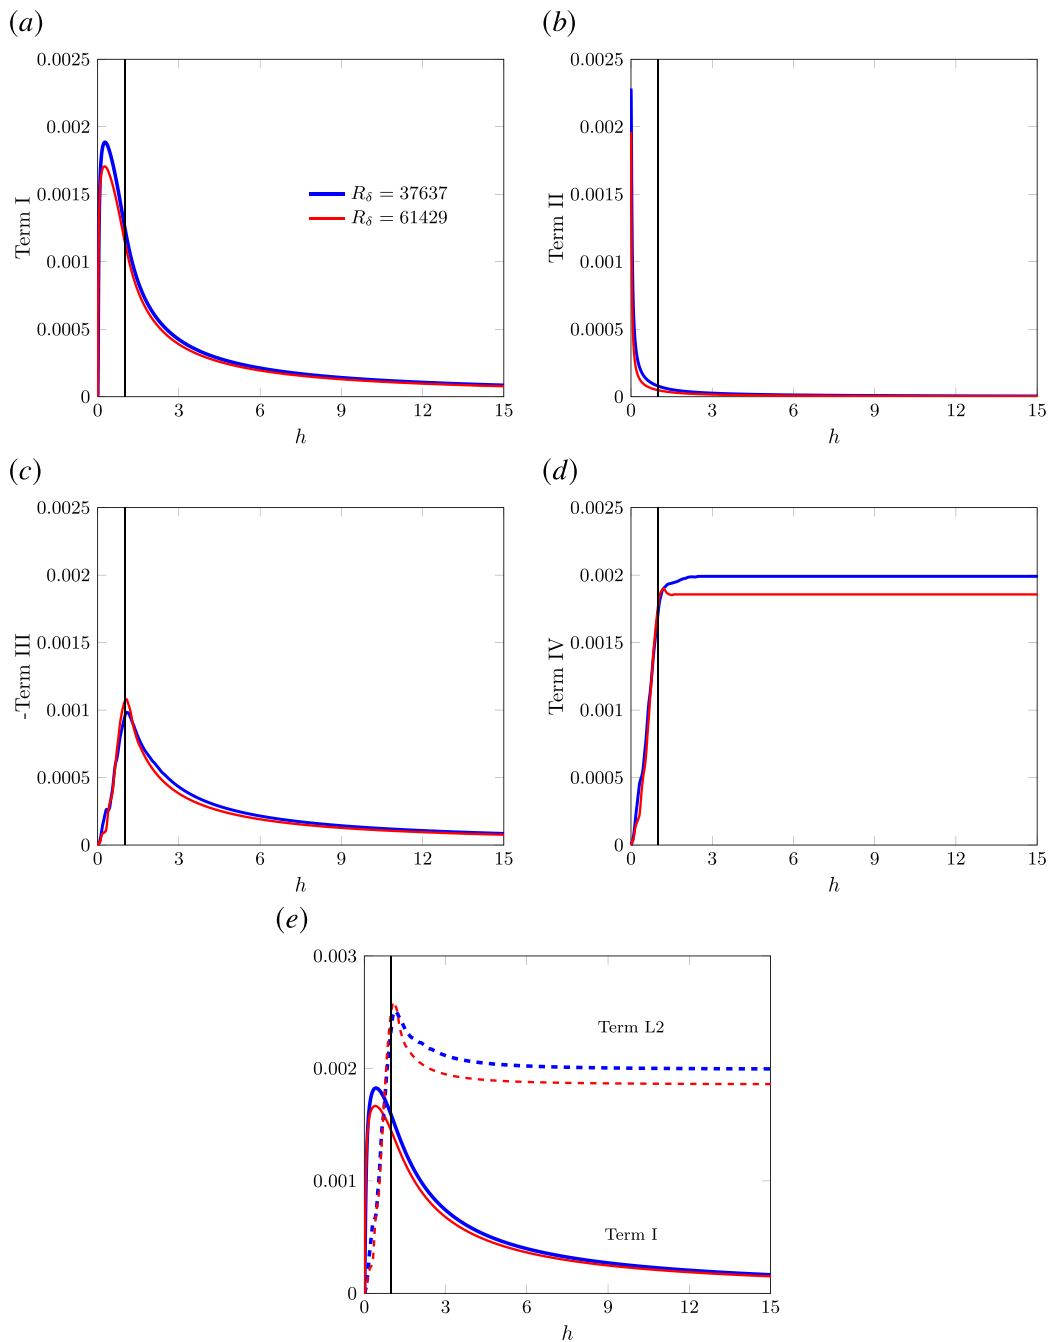 (a)
0.0025
0.002
0.0015
0.001
0.0005
0
Term I
R_δ = 37637
R_δ = 61429
0 3 6 9 12 15
h
(b)
0.0025
0.002
0.0015
0.001
0.0005
0
Term II
0 3 6 9 12 15
h
(c)
0.0025
0.002
0.0015
0.001
0.0005
0
-Term III
0 3 6 9 12 15
h
(d)
0.0025
0.002
0.0015
0.001
0.0005
0
Term IV
0 3 6 9 12 15
h
(e)
0.003
0.002
0.001
0
Term L2
Term I
0 3 6 9 12 15
h